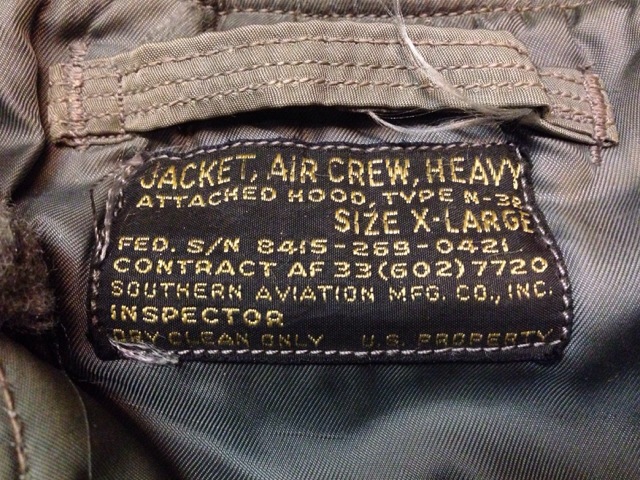 JACKET, AIR CREW, HEAVY
ATTACHED HOOD, TYPE N-3B
SIZE X-LARGE
FED. S/N 8415-269-0421
CONTRACT AF 33(602)7720
SOUTHERN AVIATION MFG. CO., INC.
INSPECTOR
DRY CLEAN ONLY U.S. PROPERTY